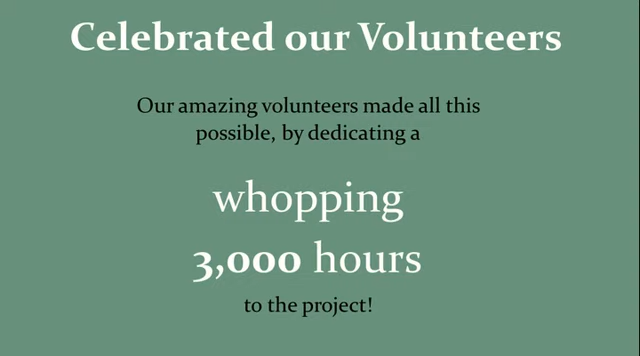 Celebrated our Volunteers
Our amazing volunteers made all this
possible, by dedicating a
whopping
3,000 hours
to the project!